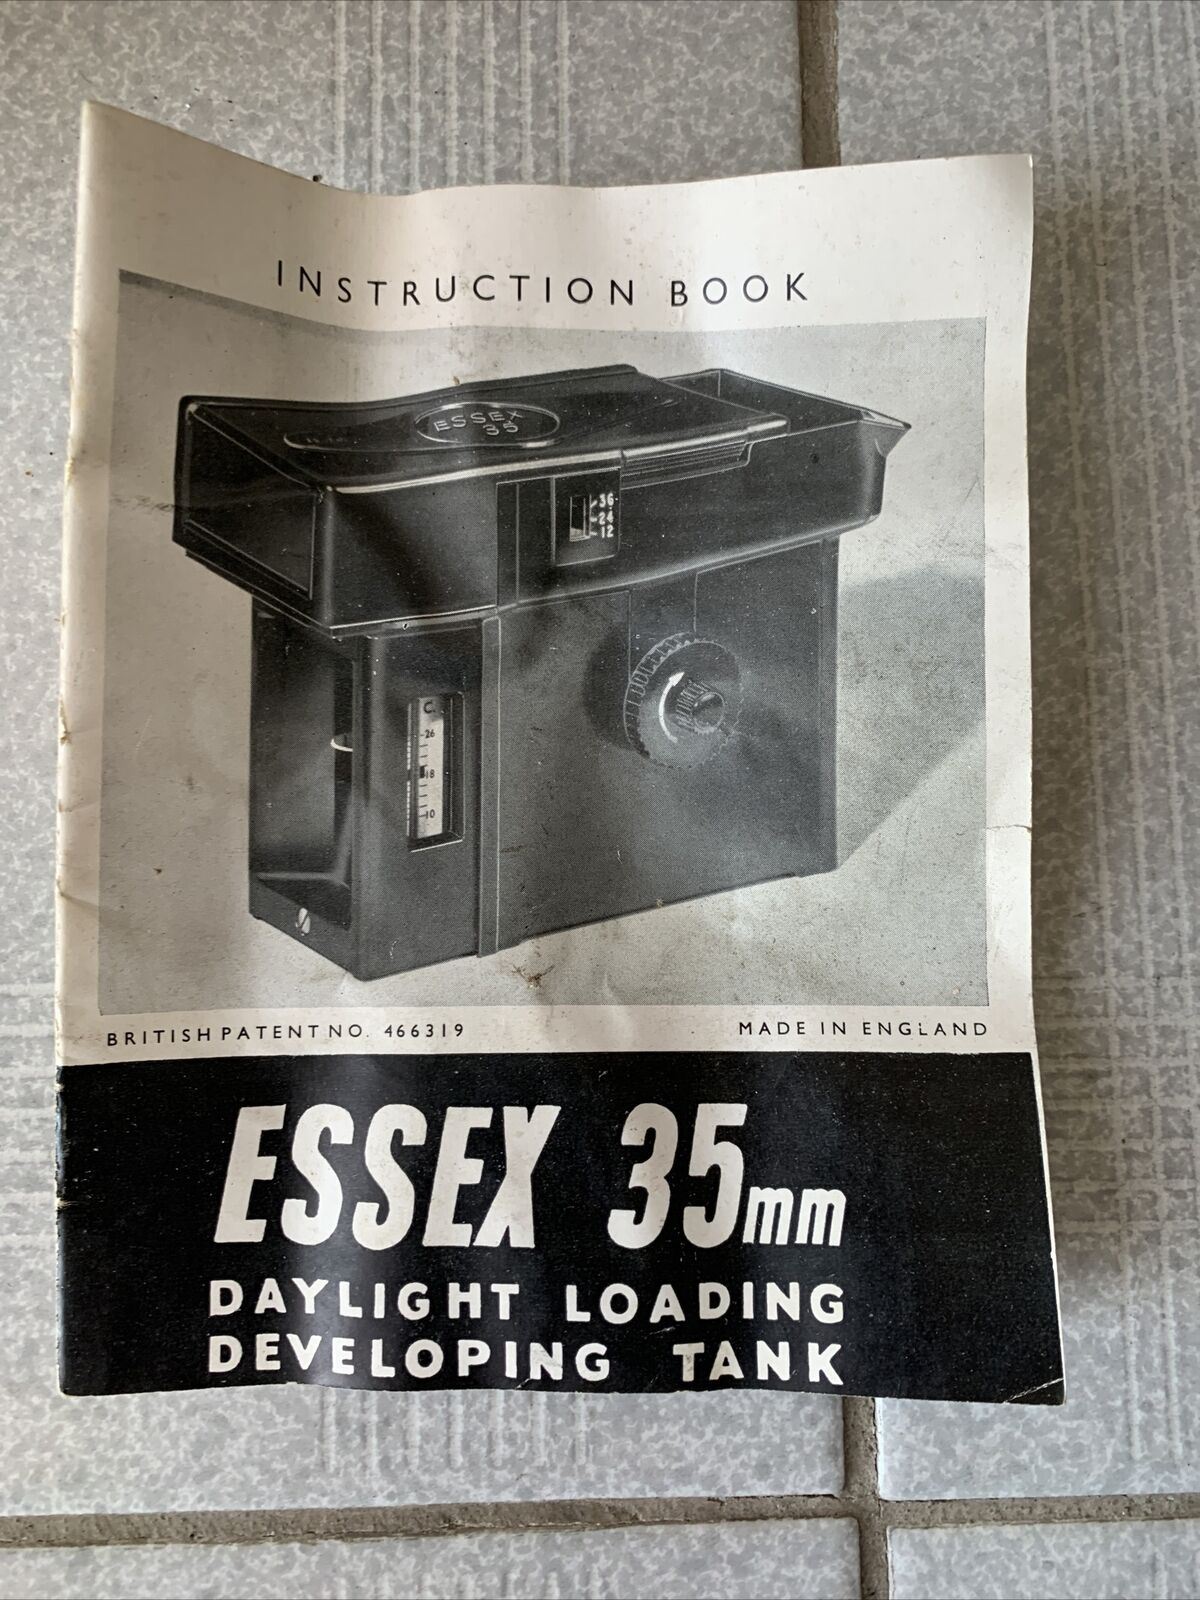 INSTRUCTION BOOK
ESSEX
35
36
24
12
C.
26
18
10
BRITISH PATENT NO. 466319
MADE IN ENGLAND
ESSEX 35mm
DAYLIGHT LOADING
DEVELOPING TANK